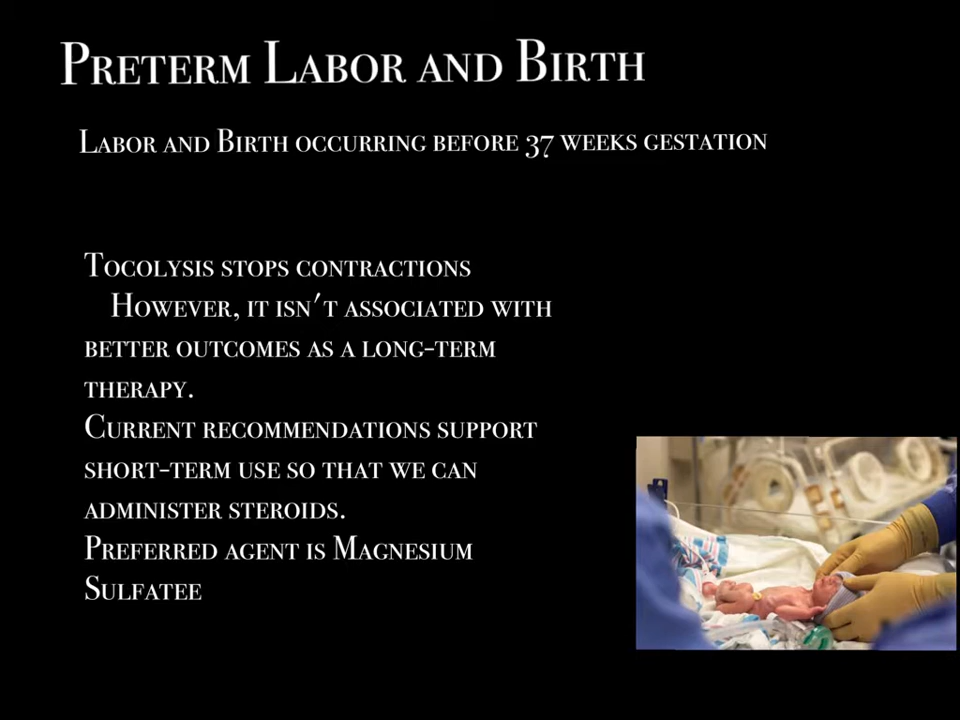 Preterm Labor and Birth
Labor and Birth occurring before 37 weeks gestation
Tocolysis stops contractions
However, it isn't associated with
better outcomes as a long-term
therapy.
Current recommendations support
short-term use so that we can
administer steroids.
Preferred agent is Magnesium
Sulfatee